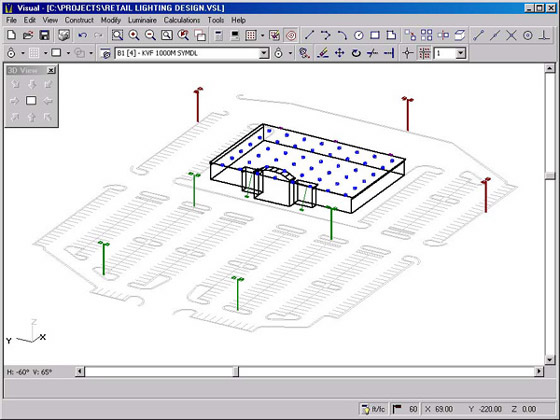 Visual - [C:\PROJECTS\RETAIL LIGHTING DESIGN.VSL]
File Edit View Construct Modify Luminaire Calculations Tools Help
B1 [4] - KVF 1000M SYMDL
1
3D View
Z
Y X
H: -60° V: 65°
ft/fc 60 X 69.00 Y -220.00 Z 0.00